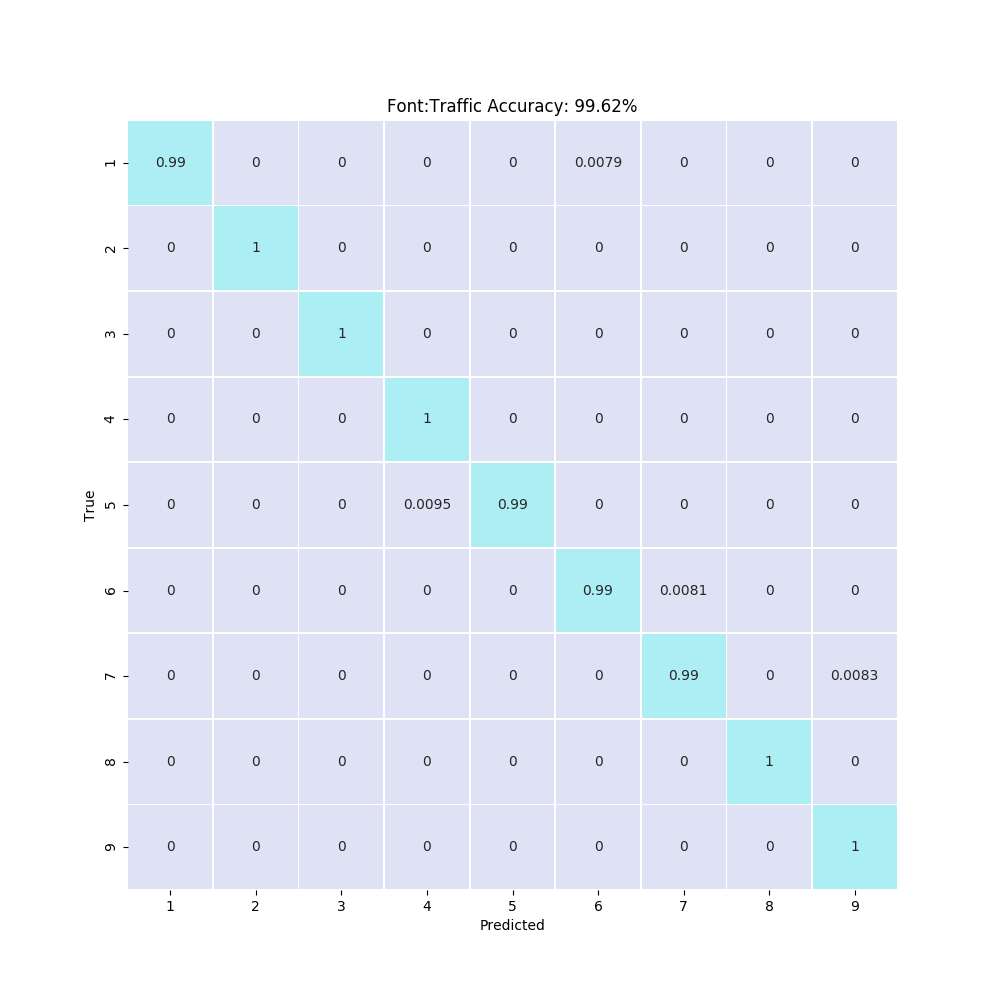 Font:Traffic Accuracy: 99.62%
1 0.99 0 0 0 0 0.0079 0 0 0
2 0 1 0 0 0 0 0 0 0
3 0 0 1 0 0 0 0 0 0
4 0 0 0 1 0 0 0 0 0
True
5 0 0 0 0.0095 0.99 0 0 0 0
6 0 0 0 0 0 0.99 0.0081 0 0
7 0 0 0 0 0 0 0.99 0 0.0083
8 0 0 0 0 0 0 0 1 0
9 0 0 0 0 0 0 0 0 1
1 2 3 4 5 6 7 8 9
Predicted